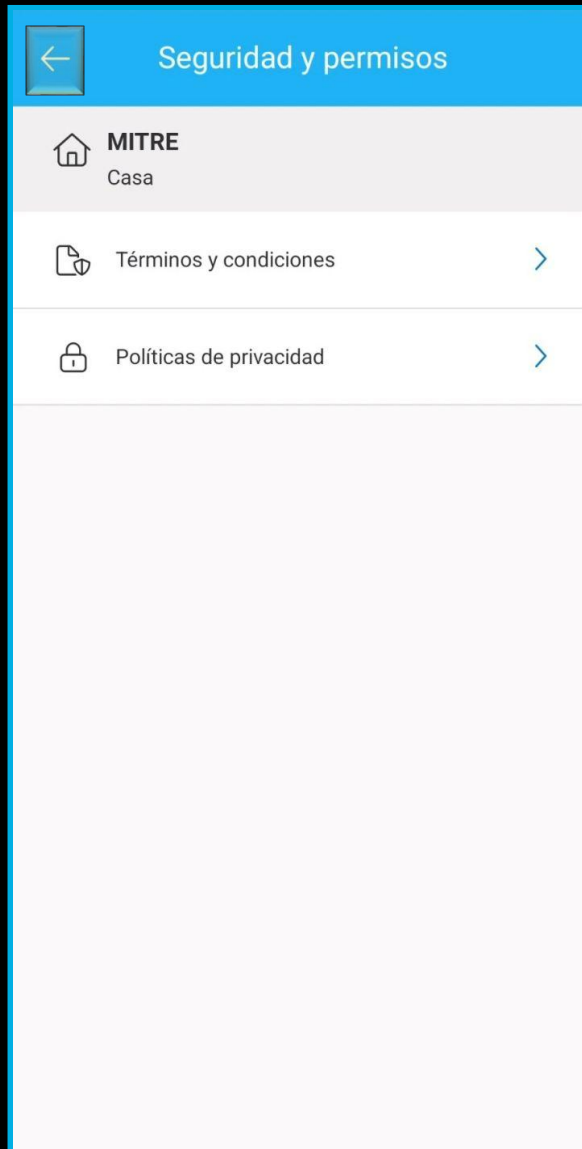 Seguridad y permisos
MITRE
Casa
Términos y condiciones
Políticas de privacidad